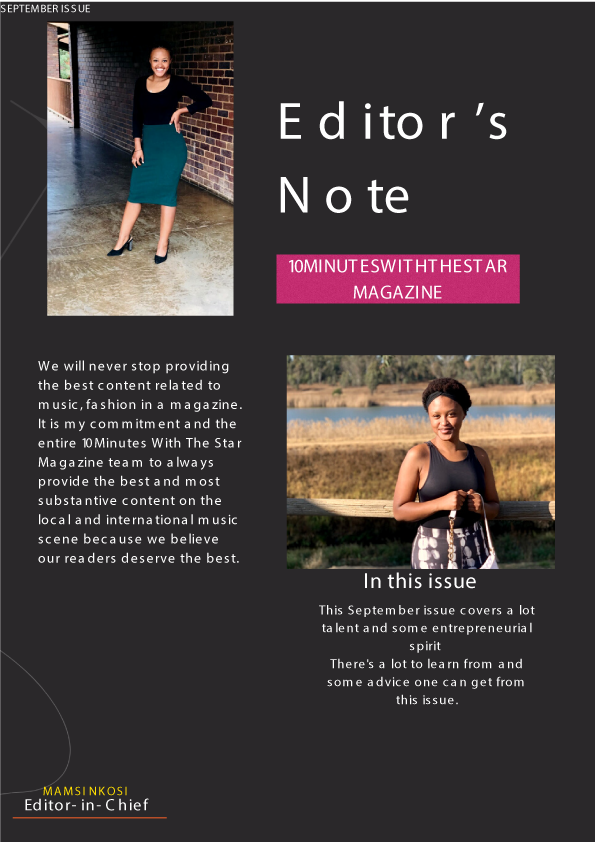 SEPTEMBER ISSUE
Editor's
Note
10MINUTESWITHTHESTAR
MAGAZINE
We will never stop providing
the best content related to
music, fashion in a magazine.
It is my commitment and the
entire 10Minutes With The Star
Magazine team to always
provide the best and most
substantive content on the
local and international music
scene because we believe
our readers deserve the best.
In this issue
This September issue covers a lot
talent and some entrepreneurial
spirit
There's a lot to learn from and
some advice one can get from
this issue.
MAMSINKOSI
Editor-in-Chief